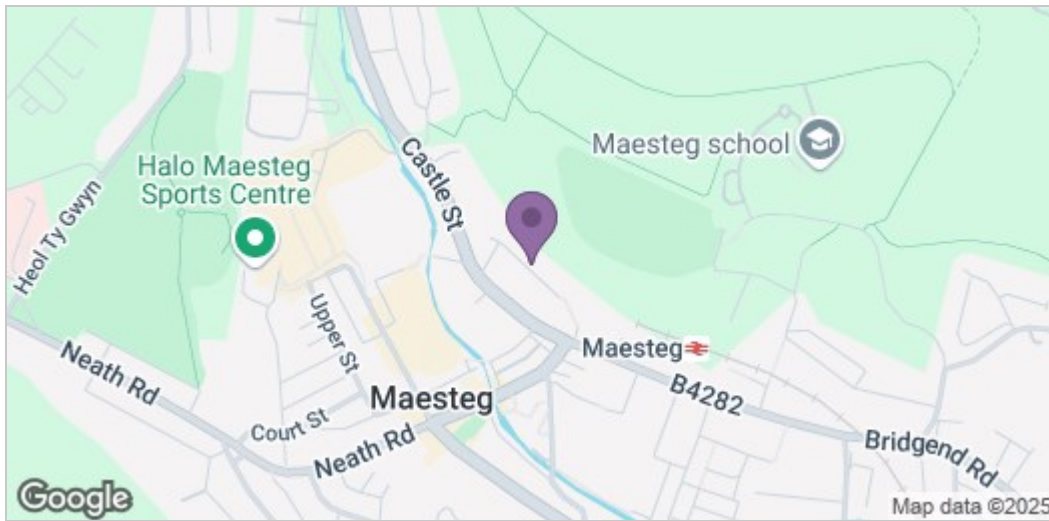 Castle St
Maesteg school
Halo Maesteg
Sports Centre
Heol Ty Gwyn
Upper St
Maesteg
Neath Rd
B4282
Maesteg
Court St
Neath Rd
Bridgend Rd
Google
Map data ©2025